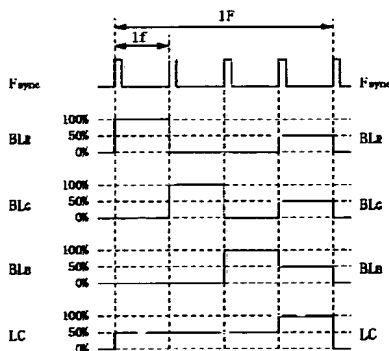 1F
1f
Fsync Fsync
100%
50%
0%
BLR BLR
100%
50%
0%
BLG BLG
100%
50%
0%
BLB BLB
100%
50%
0%
LC LC